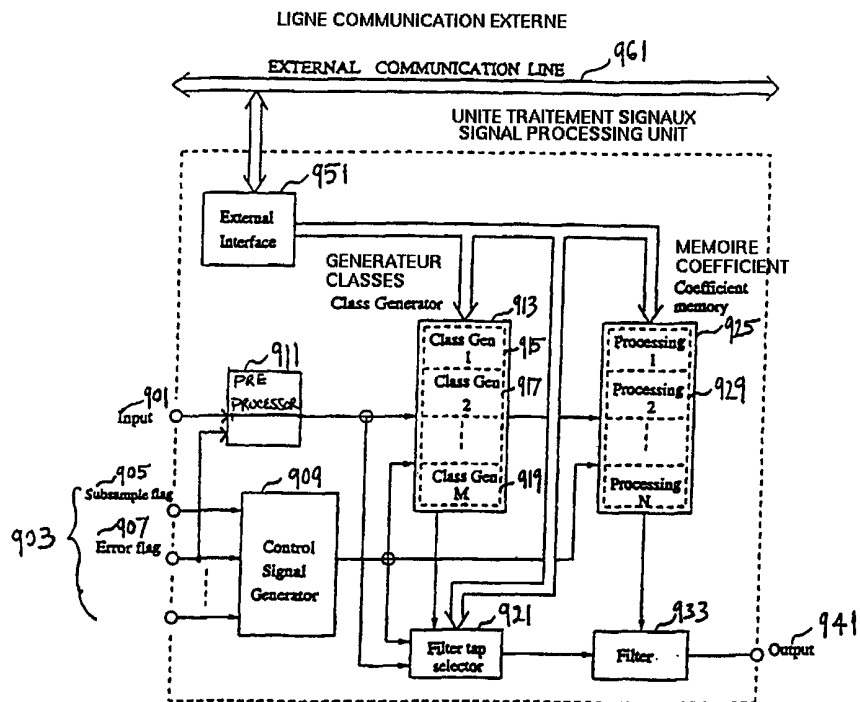 LIGNE COMMUNICATION EXTERNE
961
EXTERNAL COMMUNICATION LINE
UNITE TRAITEMENT SIGNAUX
SIGNAL PROCESSING UNIT
951
External
Interface
GENERATEUR
CLASSES
Class Generator
MEMOIRE
COEFFICIENT
Coefficient
memory
913
925
Class Gen
1
915
Processing
1
911
PRE
PROCESSOR
Class Gen
2
917
Processing
2
929
901
Input
905
Subsample flag
909
Class Gen
M
919
Processing
N
903
907
Error flag
Control
Signal
Generator
921
933
941
Filter tap
selector
Filter
Output